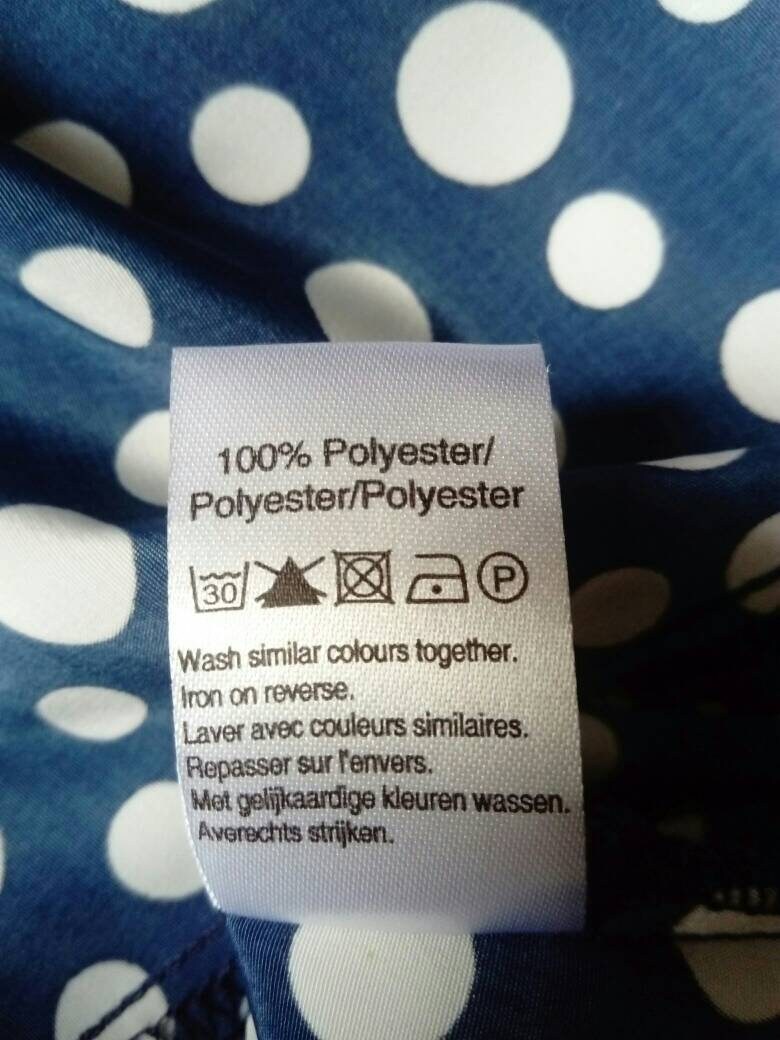 100% Polyester/
Polyester/Polyester
30 P
Wash similar colours together.
Iron on reverse.
Laver avec couleurs similaires.
Repasser sur l'envers.
Met gelijkaardige kleuren wassen.
Averechts strijken.